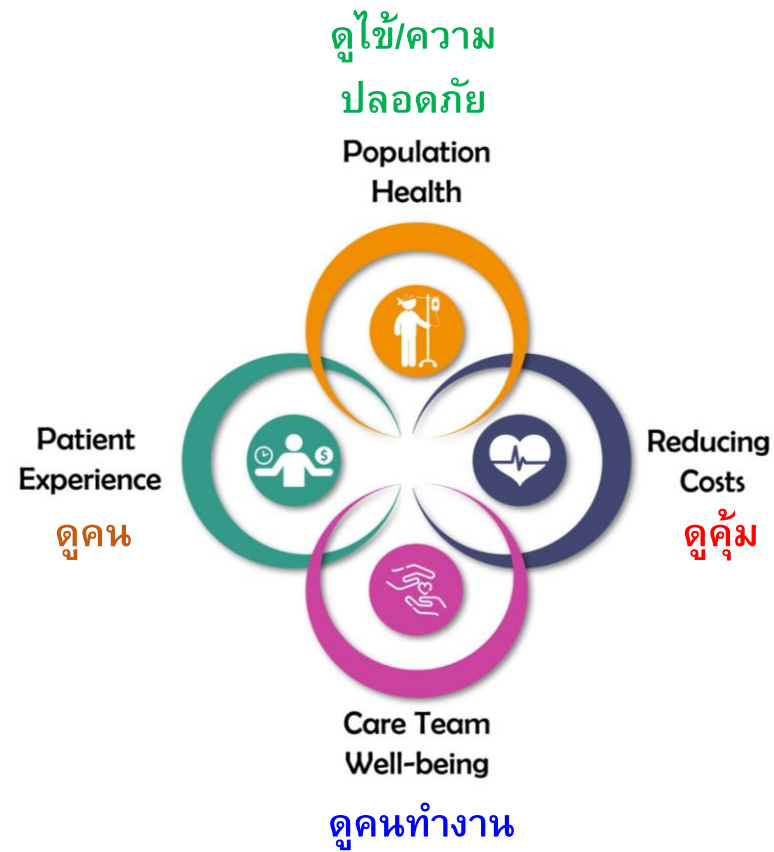 ดูไข้/ความ
ปลอดภัย
Population
Health
Patient
Experience
ดูคน
$
Reducing
Costs
ดูคุ้ม
Care Team
Well-being
ดูคนทำงาน